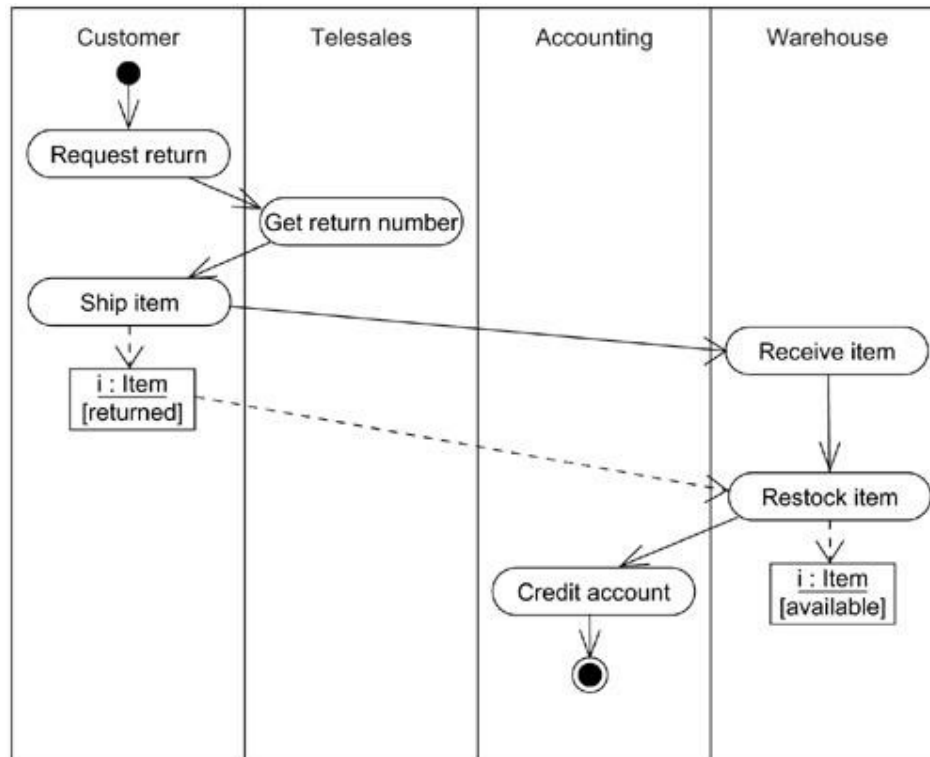 Customer
Telesales
Accounting
Warehouse
Request return
Get return number
Ship item
Receive item
i : Item
[returned]
Restock item
Credit account
i : Item
[available]